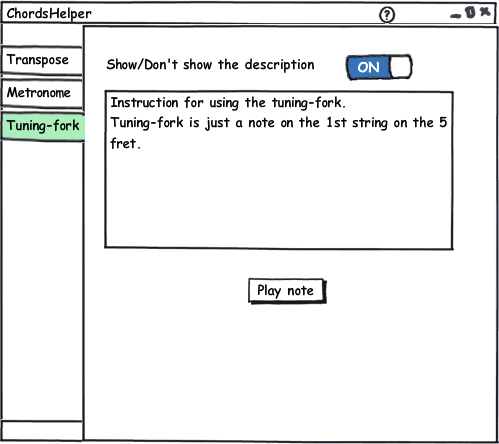 ChordsHelper
?
Transpose
Metronome
Tuning-fork
Show/Don't show the description
ON
Instruction for using the tuning-fork.
Tuning-fork is just a note on the 1st string on the 5
fret.
Play note